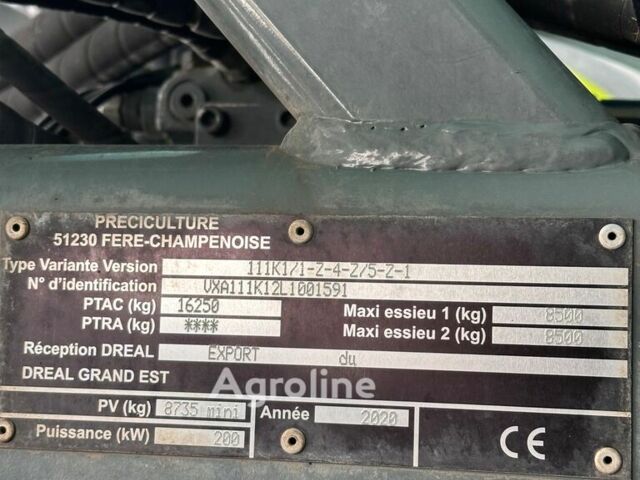 PRECICULTURE
51230 FERE-CHAMPENOISE
Type Variante Version 111K1/1-Z-4-Z/5-Z-1
N° d'identification VXA111K12L1001591
PTAC (kg) 16250 Maxi essieu 1 (kg) 8500
PTRA (kg) **** Maxi essieu 2 (kg) 8500
Réception DREAL EXPORT du
DREAL GRAND EST
Agroline
PV (kg) 8735 mini Année 2020
Puissance (kW) 200 CE